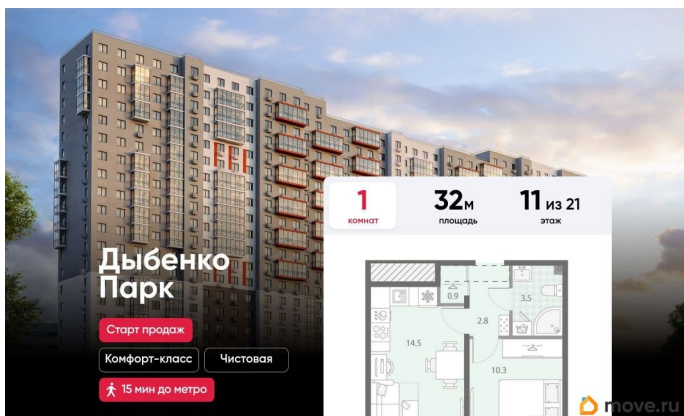 1
комнат
32м
площадь
11 из 21
этаж
Дыбенко
Парк
Старт продаж
Комфорт-класс
Чистовая
15 мин до метро
0.9
3.5
2.8
14.5
10.3
move.ru